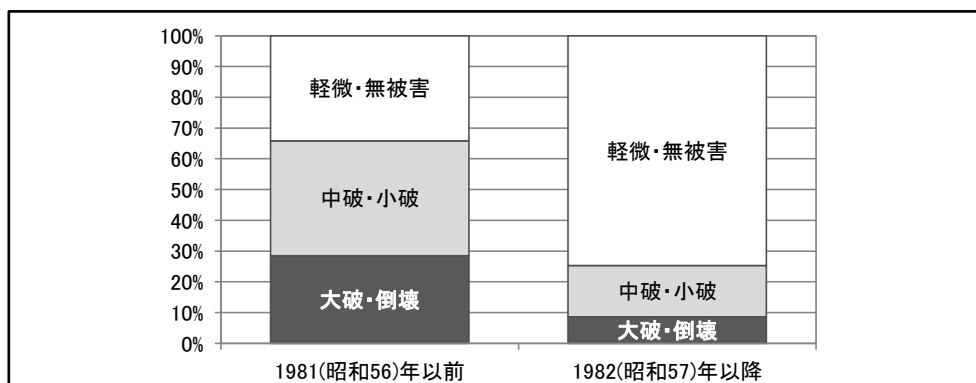 100%
90%
80%
70%
60%
50%
40%
30%
20%
10%
0%
軽微・無被害
中破・小破
大破・倒壊
軽微・無被害
中破・小破
大破・倒壊
1981(昭和56)年以前
1982(昭和57)年以降